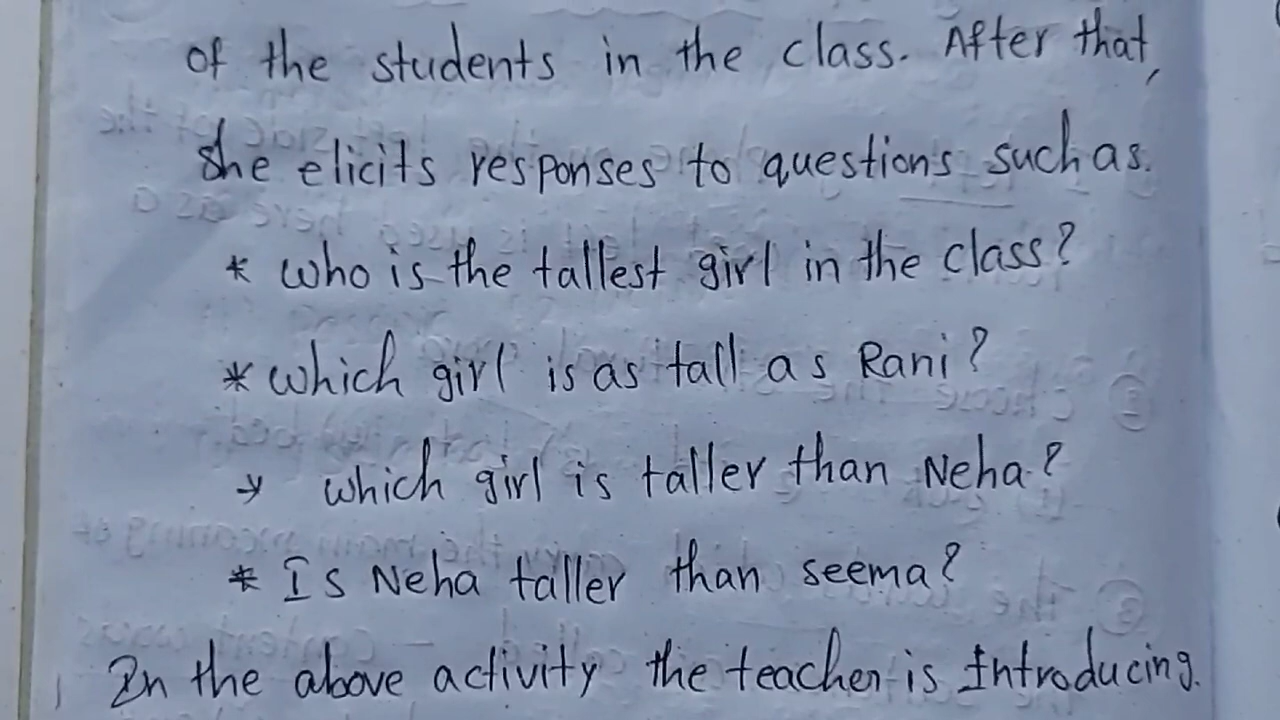 of the students in the class. After that,
She elicits responses to questions such as.
* who is the tallest girl in the class?
* which girl is as tall as Rani?
* which girl is taller than Neha?
* Is Neha taller than seema?
In the above activity the teacher is Introducing.